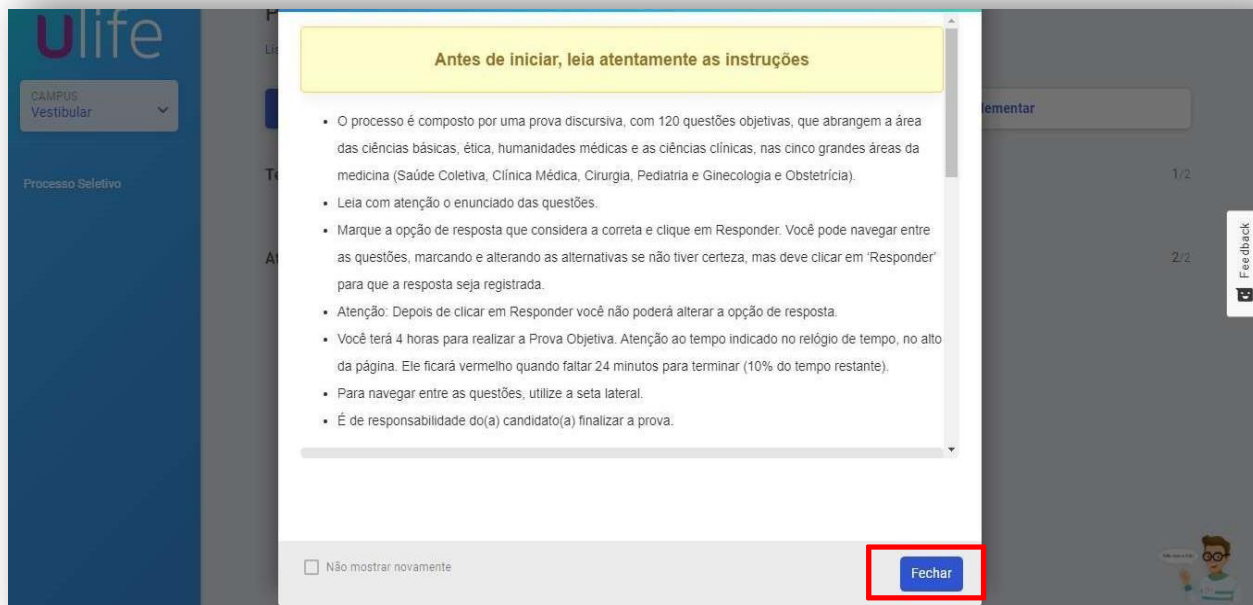 Ulife
CAMPUS
Vestibular
Processo Seletivo
Antes de iniciar, leia atentamente as instruções
• O processo é composto por uma prova discursiva, com 120 questões objetivas, que abrangem a área
das ciências básicas, ética, humanidades médicas e as ciências clínicas, nas cinco grandes áreas da
medicina (Saúde Coletiva, Clínica Médica, Cirurgia, Pediatria e Ginecologia e Obstetrícia).
• Leia com atenção o enunciado das questões.
• Marque a opção de resposta que considera a correta e clique em Responder. Você pode navegar entre
as questões, marcando e alterando as alternativas se não tiver certeza, mas deve clicar em 'Responder'
para que a resposta seja registrada.
• Atenção: Depois de clicar em Responder você não poderá alterar a opção de resposta.
• Você terá 4 horas para realizar a Prova Objetiva. Atenção ao tempo indicado no relógio de tempo, no alto
da página. Ele ficará vermelho quando faltar 24 minutos para terminar (10% do tempo restante).
• Para navegar entre as questões, utilize a seta lateral.
• É de responsabilidade do(a) candidato(a) finalizar a prova.
Não mostrar novamente
Fechar
lementar
1/2
2/2
Feedback